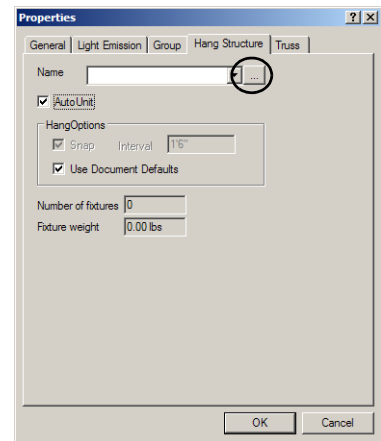 Properties
General Light Emission Group Hang Structure Truss
Name ...
AutoUnit
HangOptions
Snap Interval 1'6"
Use Document Defaults
Number of fixtures 0
Fixture weight 0.00 lbs
OK Cancel